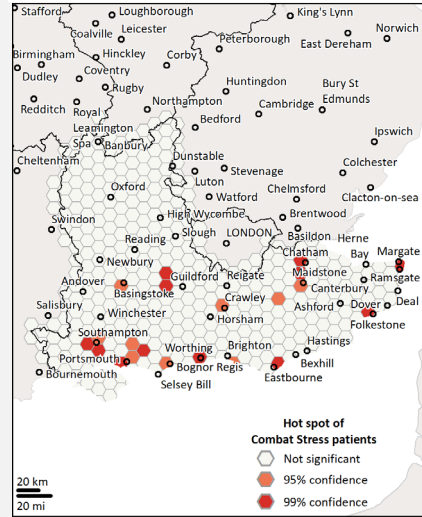 Stafford
Loughborough
King's Lynn
Coalville
Leicester
Norwich
Peterborough
East Dereham
Birmingham
Hinckley
Corby
Dudley
Coventry
Huntingdon
Bury St
Edmunds
Rugby
Redditch
Royal
Leamington
Spa
Northampton
Cambridge
Bedford
Ipswich
Banbury
Cheltenham
Dunstable
Stevenage
Colchester
Luton
Oxford
Watford
Chelmsford
Clacton-on-sea
High Wycombe
Brentwood
Swindon
Slough
LONDON
Basildon
Herne
Bay
Reading
Chatham
Margate
Newbury
Maidstone
Ramsgate
Andover
Guildford
Reigate
Canterbury
Basingstoke
Crawley
Deal
Salisbury
Ashford
Dover
Winchester
Horsham
Folkestone
Southampton
Hastings
Portsmouth
Worthing
Brighton
Bexhill
Bournemouth
Bognor Regis
Eastbourne
Selsey Bill
Hot spot of
Combat Stress patients
Not significant
95% confidence
99% confidence
20 km
20 mi